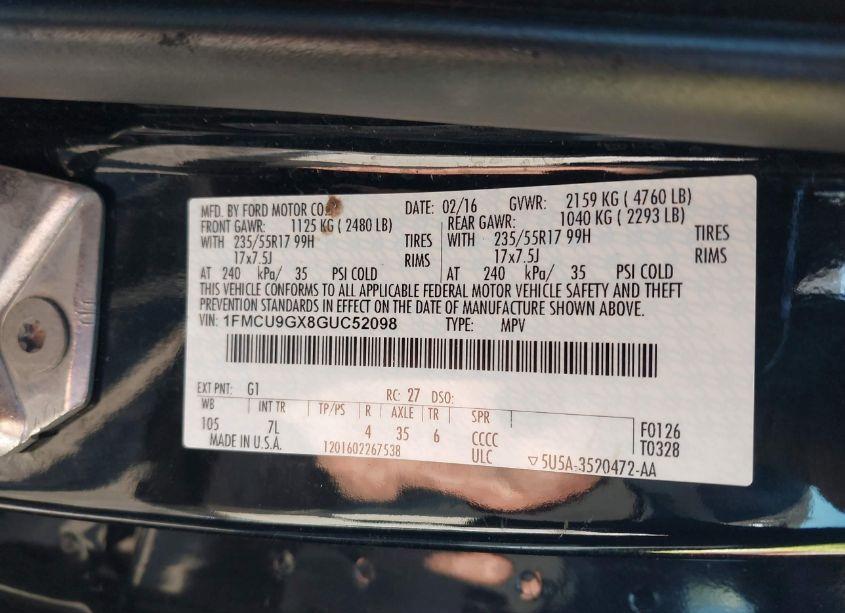 MFD. BY FORD MOTOR CO. DATE: 02/16 GVWR: 2159 KG ( 4760 LB)
FRONT GAWR: 1125 KG ( 2480 LB) REAR GAWR: 1040 KG ( 2293 LB)
WITH 235/55R17 99H TIRES WITH 235/55R17 99H TIRES
17x7.5J RIMS 17x7.5J RIMS
AT 240 kPa/ 35 PSI COLD AT 240 kPa/ 35 PSI COLD
THIS VEHICLE CONFORMS TO ALL APPLICABLE FEDERAL MOTOR VEHICLE SAFETY AND THEFT
PREVENTION STANDARDS IN EFFECT ON THE DATE OF MANUFACTURE SHOWN ABOVE.
VIN: 1FMCU9GX8GUC52098 TYPE: MPV
EXT PNT: G1 RC: 27 DSO:
WB INT TR TP/PS R AXLE TR SPR
105 7L 4 35 6 CCCC F0126
MADE IN U.S.A. 1201602267538 ULC T0328
▽5U5A-3520472-AA